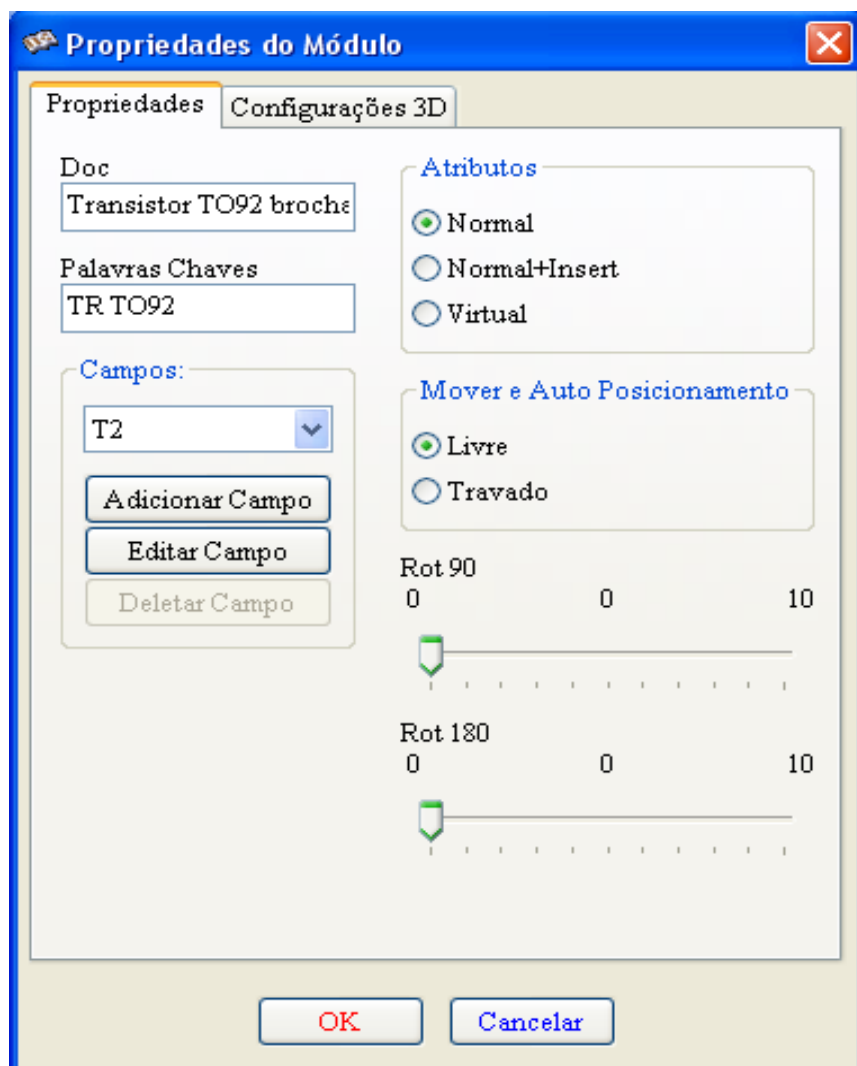 Propriedades do Módulo
Propriedades
Configurações 3D
Doc
Transistor TO92 brocha
Palavras Chaves
TR TO92
Campos:
T2
Adicionar Campo
Editar Campo
Deletar Campo
Atributos
Normal
Normal+Insert
Virtual
Mover e Auto Posicionamento
Livre
Travado
Rot 90
0 0 10
Rot 180
0 0 10
OK Cancelar